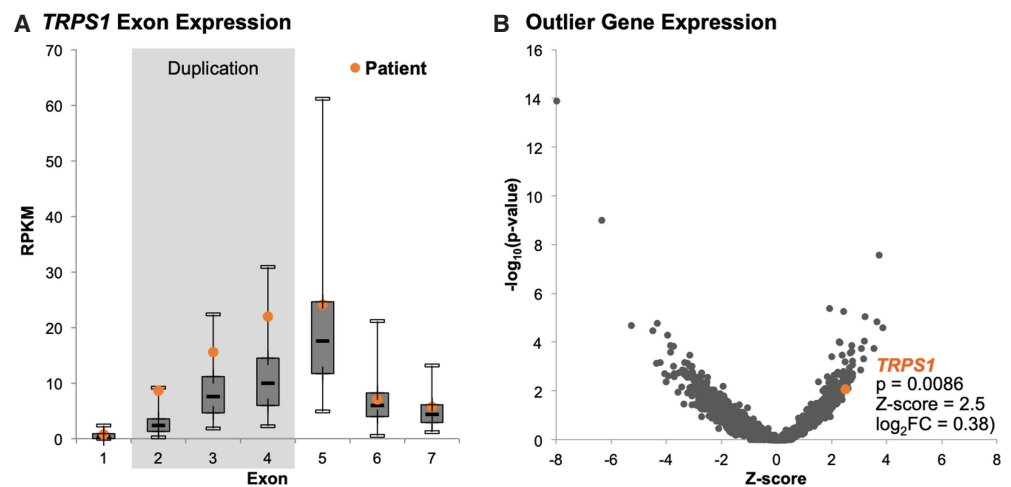 A TRPS1 Exon Expression
70
60
50
40
30
20
10
0
RPKM
Duplication
Patient
1 2 3 4 5 6 7
Exon
B Outlier Gene Expression
16
14
12
10
8
6
4
2
0
-log10(p-value)
TRPS1
p = 0.0086
Z-score = 2.5
log2FC = 0.38)
-8 -6 -4 -2 0 2 4 6 8
Z-score